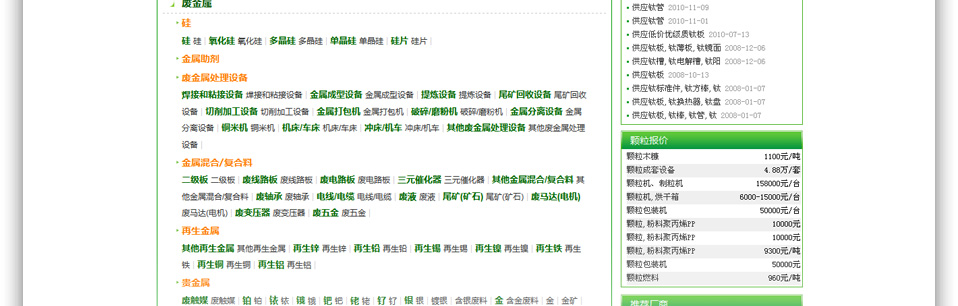 废金属
硅
硅 硅 | 氧化硅 氧化硅 | 多晶硅 多晶硅 | 单晶硅 单晶硅 | 硅片 硅片 |
金属助剂
废金属处理设备
焊接和粘接设备 焊接和粘接设备 | 金属成型设备 金属成型设备 | 提炼设备 提炼设备 | 尾矿回收设备 尾矿回收
设备 | 切削加工设备 切削加工设备 | 金属打包机 金属打包机 | 破碎/磨粉机 破碎/磨粉机 | 金属分离设备 金属
分离设备 | 铜米机 铜米机 | 机床/车床 机床/车床 | 冲床/机车 冲床/机车 | 其他废金属处理设备 其他废金属处理
设备 |
金属混合/复合料
二级板 二级板 | 废线路板 废线路板 | 废电路板 废电路板 | 三元催化器 三元催化器 | 其他金属混合/复合料 其
他金属混合/复合料 | 废轴承 废轴承 | 电线/电缆 电线/电缆 | 废液 废液 | 尾矿(矿石) 尾矿(矿石) | 废马达(电机)
废马达(电机) | 废变压器 废变压器 | 废五金 废五金 |
再生金属
其他再生金属 其他再生金属 | 再生锌 再生锌 | 再生铅 再生铅 | 再生锡 再生锡 | 再生镍 再生镍 | 再生铁 再生
铁 | 再生铜 再生铜 | 再生铝 再生铝 |
贵金属
废触媒 废触媒 | 铂 铂 | 铱 铱 | 锇 锇 | 钯 钯 | 铑 铑 | 钌 钌 | 银 银 | 镀银 | 含银废料 | 金 含金废料 | 金 | 金矿 |
供应钛管 2010-11-09
供应钛管 2010-11-01
供应低价优级质钛板 2010-07-13
供应钛板, 钛薄板, 钛镜面 2008-12-06
供应钛槽, 钛电解槽, 钛阳 2008-12-06
供应钛板 2008-10-13
供应钛标准件, 钛方棒, 钛 2008-01-07
供应钛板, 钛换热器, 钛盘 2008-01-07
供应钛板, 钛棒, 钛管, 钛 2008-01-07
颗粒报价
颗粒木糠 1100元/吨
颗粒成套设备 4.88万/套
颗粒机、制粒机 158000元/台
颗粒机, 烘干箱 6000-15000元/台
颗粒包装机 50000元/台
颗粒, 粉料聚丙烯PP 10000元
颗粒, 粉料聚丙烯PP 10000元
颗粒, 粉料聚丙烯PP 9300元/吨
颗粒包装机 50000元
颗粒燃料 960元/吨
推荐厂商